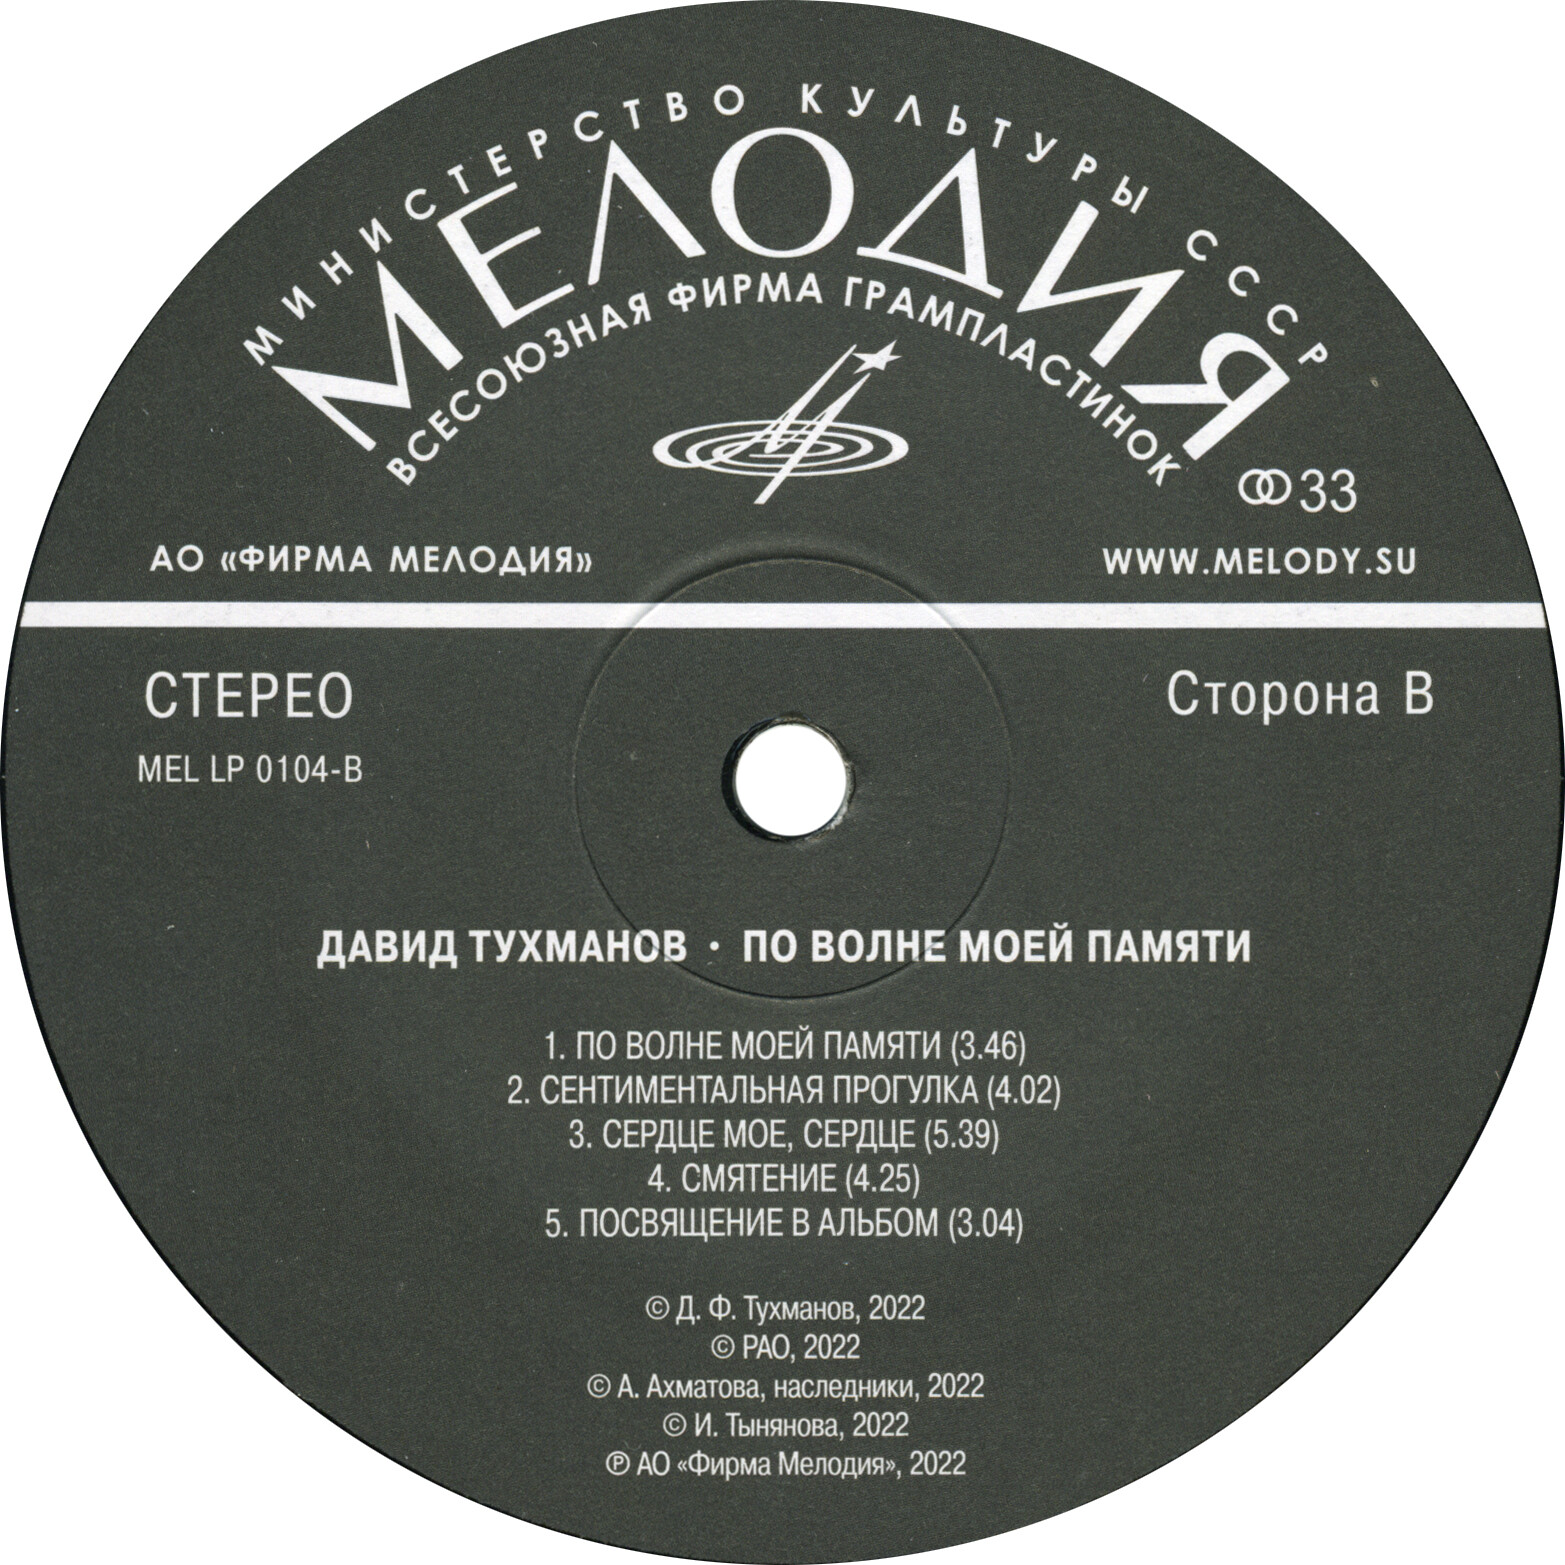 МИНИСТЕРСТВО КУЛЬТУРЫ СССР
МЕЛОДИЯ
ВСЕСОЮЗНАЯ ФИРМА ГРАМПЛАСТИНОК
33
АО «ФИРМА МЕЛОДИЯ»
WWW.MELODY.SU
СТЕРЕО
Сторона В
MEL LP 0104-B
ДАВИД ТУХМАНОВ · ПО ВОЛНЕ МОЕЙ ПАМЯТИ
1. ПО ВОЛНЕ МОЕЙ ПАМЯТИ (3.46)
2. СЕНТИМЕНТАЛЬНАЯ ПРОГУЛКА (4.02)
3. СЕРДЦЕ МОЕ, СЕРДЦЕ (5.39)
4. СМЯТЕНИЕ (4.25)
5. ПОСВЯЩЕНИЕ В АЛЬБОМ (3.04)
© Д. Ф. Тухманов, 2022
© РАО, 2022
© А. Ахматова, наследники, 2022
© И. Тынянова, 2022
℗ АО «Фирма Мелодия», 2022